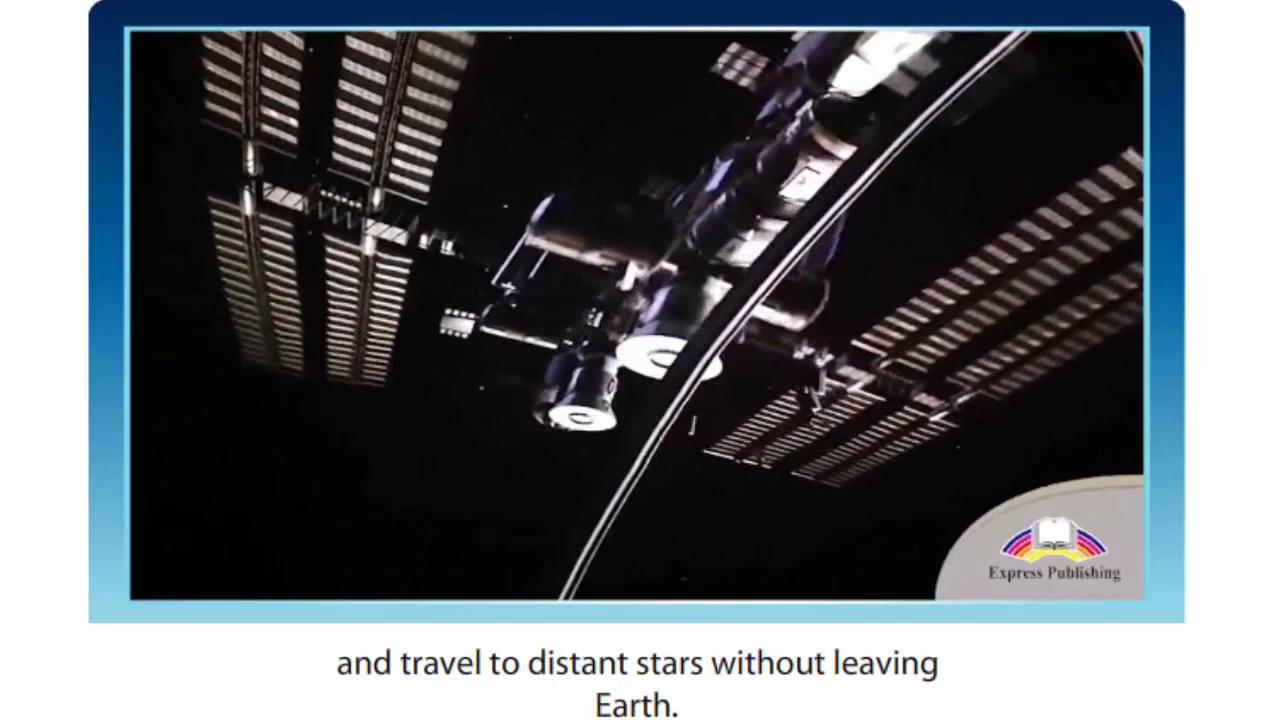 Express Publishing
and travel to distant stars without leaving
Earth.